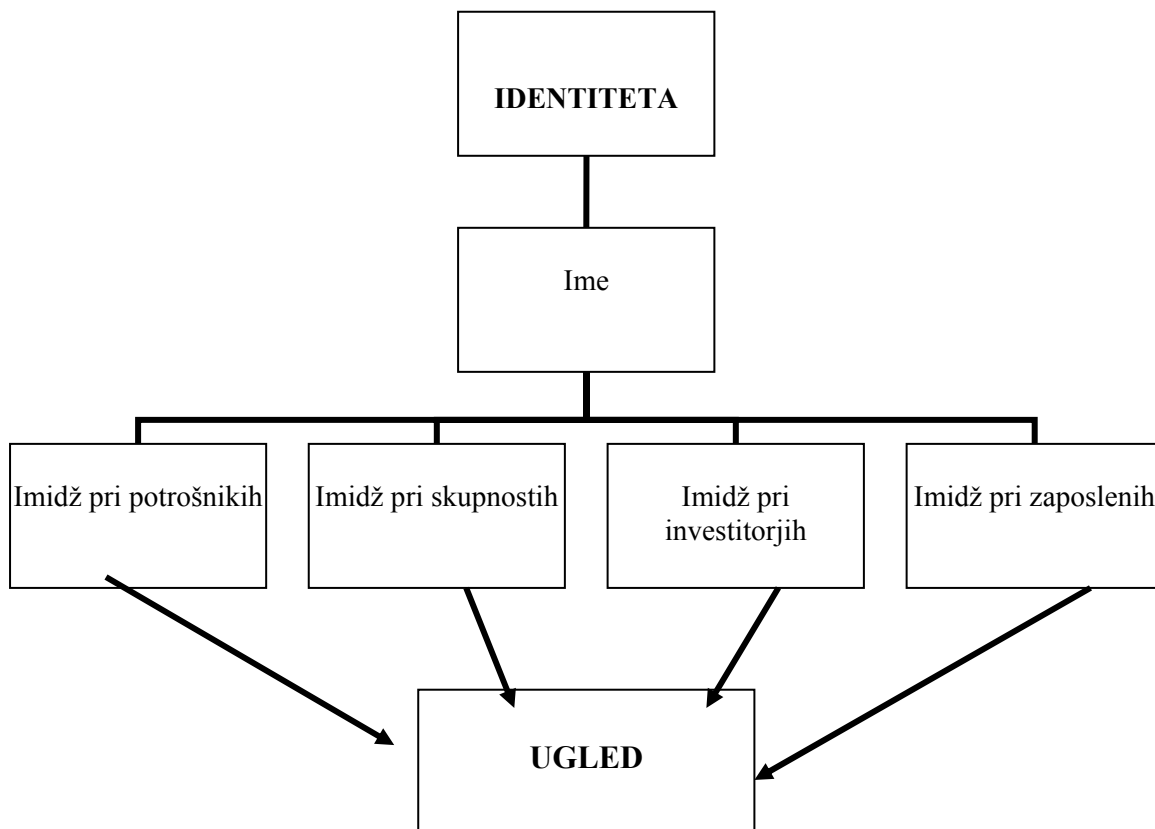 IDENTITETA
Ime
Imidž pri potrošnikih
Imidž pri skupnostih
Imidž pri
investitorjih
Imidž pri zaposlenih
UGLED